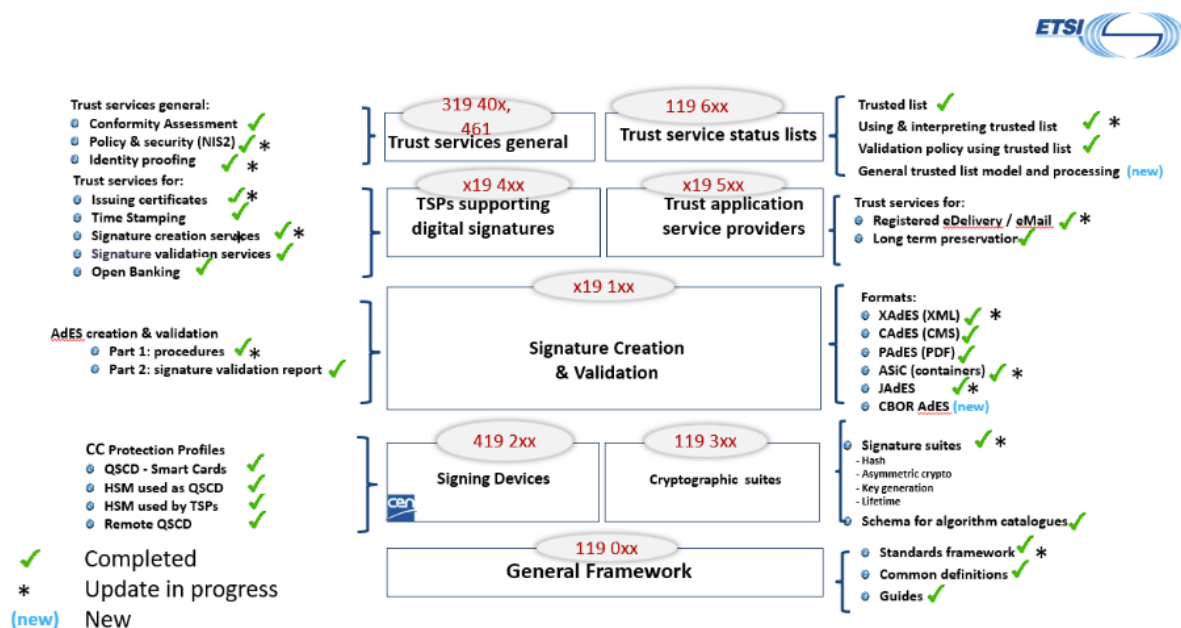 ETSI
Trust services general:
Conformity Assessment ✓
Policy & security (NIS2) ✓ *
Identity proofing ✓ *
Trust services for:
Issuing certificates ✓ *
Time Stamping ✓
Signature creation services * ✓ *
Signature validation services ✓
Open Banking ✓
319 40x,
461
Trust services general
119 6xx
Trust service status lists
Trusted list ✓
Using & interpreting trusted list ✓ *
Validation policy using trusted list ✓
General trusted list model and processing (new)
x19 4xx
TSPs supporting
digital signatures
x19 5xx
Trust application
service providers
Trust services for:
Registered eDelivery / eMail ✓ *
Long term preservation ✓
AdES creation & validation
Part 1: procedures ✓ *
Part 2: signature validation report ✓
x19 1xx
Signature Creation
& Validation
Formats:
XAdES (XML) ✓ *
CAdES (CMS) ✓
PAdES (PDF) ✓
ASiC (containers) ✓ *
JAdES ✓ *
CBOR AdES (new)
CC Protection Profiles
QSCD - Smart Cards ✓
HSM used as QSCD ✓
HSM used by TSPs ✓
Remote QSCD ✓
419 2xx
Signing Devices
cen
119 3xx
Cryptographic suites
Signature suites ✓ *
- Hash
- Asymmetric crypto
- Key generation
- Lifetime
Schema for algorithm catalogues ✓
119 0xx
General Framework
Standards framework ✓ *
Common definitions ✓
Guides ✓
✓ Completed
* Update in progress
(new) New